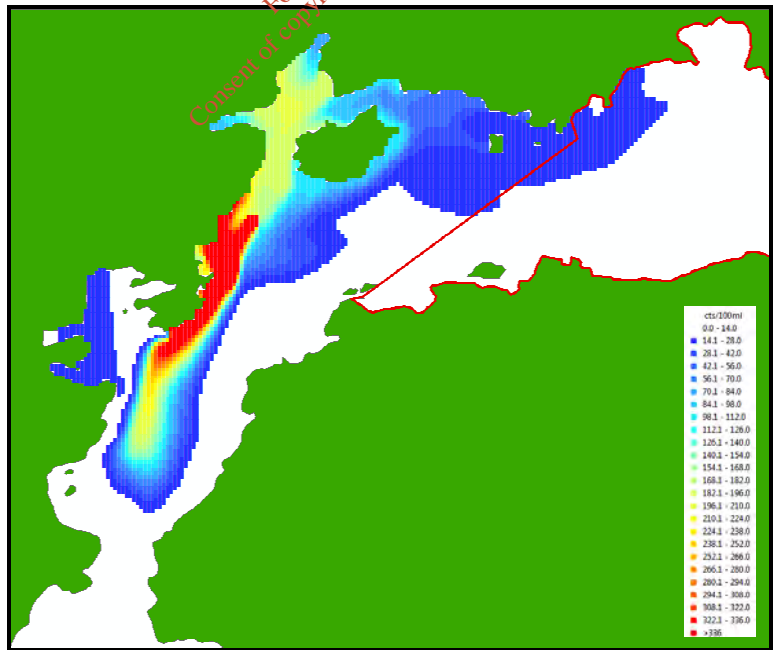 Fo
Consent of copyri
cts/100ml
0.0 - 14.0
14.1 - 28.0
28.1 - 42.0
42.1 - 56.0
56.1 - 70.0
70.1 - 84.0
84.1 - 98.0
98.1 - 112.0
112.1 - 126.0
126.1 - 140.0
140.1 - 154.0
154.1 - 168.0
168.1 - 182.0
182.1 - 196.0
196.1 - 210.0
210.1 - 224.0
224.1 - 238.0
238.1 - 252.0
252.1 - 266.0
266.1 - 280.0
280.1 - 294.0
294.1 - 308.0
308.1 - 322.0
322.1 - 336.0
>336